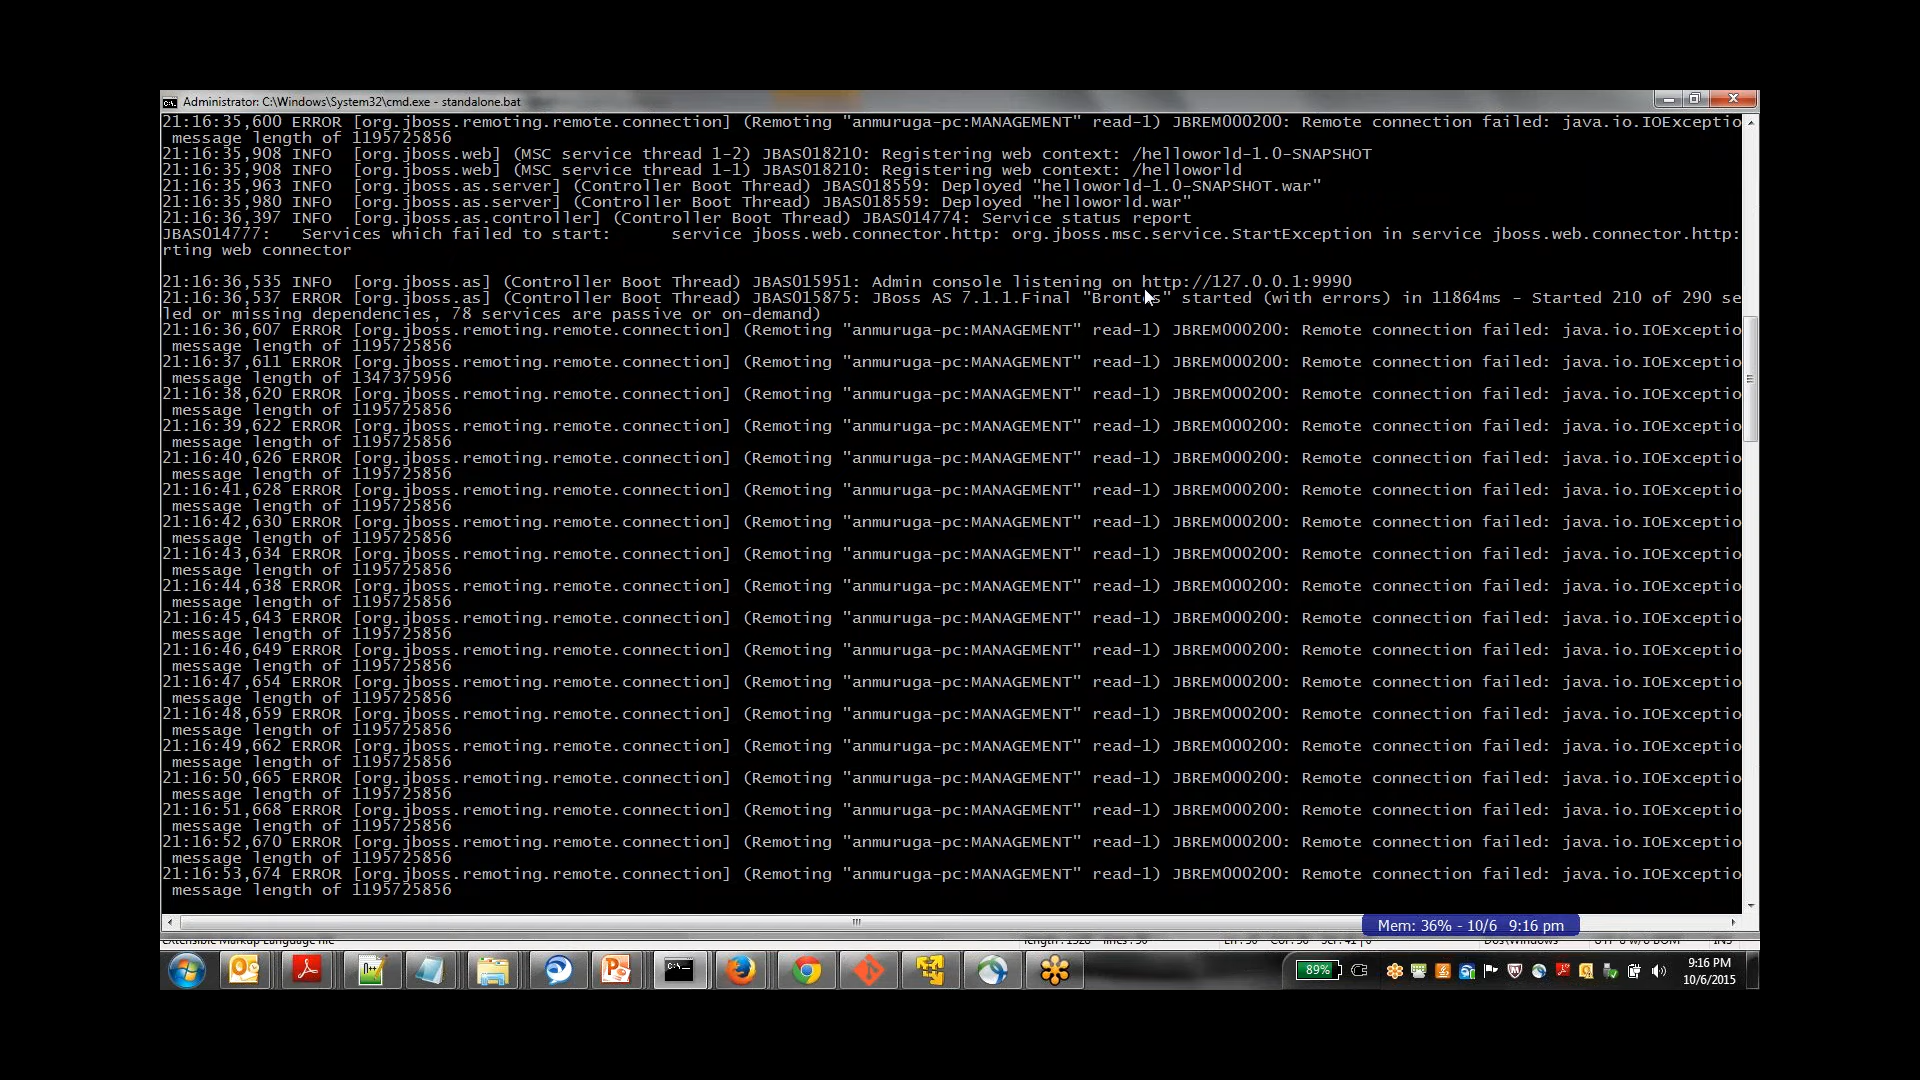 Administrator: C:\Windows\System32\cmd.exe - standalone.bat
21:16:35,600 ERROR [org.jboss.remoting.remote.connection] (Remoting "anmuruga-pc:MANAGEMENT" read-1) JBREM000200: Remote connection failed: java.io.IOExceptio
message length of 1195725856
21:16:35,908 INFO [org.jboss.web] (MSC service thread 1-2) JBAS018210: Registering web context: /helloworld-1.0-SNAPSHOT
21:16:35,908 INFO [org.jboss.web] (MSC service thread 1-1) JBAS018210: Registering web context: /helloworld
21:16:35,963 INFO [org.jboss.as.server] (Controller Boot Thread) JBAS018559: Deployed "helloworld-1.0-SNAPSHOT.war"
21:16:35,980 INFO [org.jboss.as.server] (Controller Boot Thread) JBAS018559: Deployed "helloworld.war"
21:16:36,397 INFO [org.jboss.as.controller] (Controller Boot Thread) JBAS014774: Service status report
JBAS014777: Services which failed to start: service jboss.web.connector.http: org.jboss.msc.service.StartException in service jboss.web.connector.http:
rting web connector
21:16:36,535 INFO [org.jboss.as] (Controller Boot Thread) JBAS015951: Admin console listening on http://127.0.0.1:9990
21:16:36,537 ERROR [org.jboss.as] (Controller Boot Thread) JBAS015875: JBoss AS 7.1.1.Final "Brontes" started (with errors) in 11864ms - Started 210 of 290 se
led or missing dependencies, 78 services are passive or on-demand)
21:16:36,607 ERROR [org.jboss.remoting.remote.connection] (Remoting "anmuruga-pc:MANAGEMENT" read-1) JBREM000200: Remote connection failed: java.io.IOExceptio
message length of 1195725856
21:16:37,611 ERROR [org.jboss.remoting.remote.connection] (Remoting "anmuruga-pc:MANAGEMENT" read-1) JBREM000200: Remote connection failed: java.io.IOExceptio
message length of 1347375956
21:16:38,620 ERROR [org.jboss.remoting.remote.connection] (Remoting "anmuruga-pc:MANAGEMENT" read-1) JBREM000200: Remote connection failed: java.io.IOExceptio
message length of 1195725856
21:16:39,622 ERROR [org.jboss.remoting.remote.connection] (Remoting "anmuruga-pc:MANAGEMENT" read-1) JBREM000200: Remote connection failed: java.io.IOExceptio
message length of 1195725856
21:16:40,626 ERROR [org.jboss.remoting.remote.connection] (Remoting "anmuruga-pc:MANAGEMENT" read-1) JBREM000200: Remote connection failed: java.io.IOExceptio
message length of 1195725856
21:16:41,628 ERROR [org.jboss.remoting.remote.connection] (Remoting "anmuruga-pc:MANAGEMENT" read-1) JBREM000200: Remote connection failed: java.io.IOExceptio
message length of 1195725856
21:16:42,630 ERROR [org.jboss.remoting.remote.connection] (Remoting "anmuruga-pc:MANAGEMENT" read-1) JBREM000200: Remote connection failed: java.io.IOExceptio
message length of 1195725856
21:16:43,634 ERROR [org.jboss.remoting.remote.connection] (Remoting "anmuruga-pc:MANAGEMENT" read-1) JBREM000200: Remote connection failed: java.io.IOExceptio
message length of 1195725856
21:16:44,638 ERROR [org.jboss.remoting.remote.connection] (Remoting "anmuruga-pc:MANAGEMENT" read-1) JBREM000200: Remote connection failed: java.io.IOExceptio
message length of 1195725856
21:16:45,643 ERROR [org.jboss.remoting.remote.connection] (Remoting "anmuruga-pc:MANAGEMENT" read-1) JBREM000200: Remote connection failed: java.io.IOExceptio
message length of 1195725856
21:16:46,649 ERROR [org.jboss.remoting.remote.connection] (Remoting "anmuruga-pc:MANAGEMENT" read-1) JBREM000200: Remote connection failed: java.io.IOExceptio
message length of 1195725856
21:16:47,654 ERROR [org.jboss.remoting.remote.connection] (Remoting "anmuruga-pc:MANAGEMENT" read-1) JBREM000200: Remote connection failed: java.io.IOExceptio
message length of 1195725856
21:16:48,659 ERROR [org.jboss.remoting.remote.connection] (Remoting "anmuruga-pc:MANAGEMENT" read-1) JBREM000200: Remote connection failed: java.io.IOExceptio
message length of 1195725856
21:16:49,662 ERROR [org.jboss.remoting.remote.connection] (Remoting "anmuruga-pc:MANAGEMENT" read-1) JBREM000200: Remote connection failed: java.io.IOExceptio
message length of 1195725856
21:16:50,665 ERROR [org.jboss.remoting.remote.connection] (Remoting "anmuruga-pc:MANAGEMENT" read-1) JBREM000200: Remote connection failed: java.io.IOExceptio
message length of 1195725856
21:16:51,668 ERROR [org.jboss.remoting.remote.connection] (Remoting "anmuruga-pc:MANAGEMENT" read-1) JBREM000200: Remote connection failed: java.io.IOExceptio
message length of 1195725856
21:16:52,670 ERROR [org.jboss.remoting.remote.connection] (Remoting "anmuruga-pc:MANAGEMENT" read-1) JBREM000200: Remote connection failed: java.io.IOExceptio
message length of 1195725856
21:16:53,674 ERROR [org.jboss.remoting.remote.connection] (Remoting "anmuruga-pc:MANAGEMENT" read-1) JBREM000200: Remote connection failed: java.io.IOExceptio
message length of 1195725856
Mem: 36% - 10/6 9:16 pm
89%
9:16 PM
10/6/2015